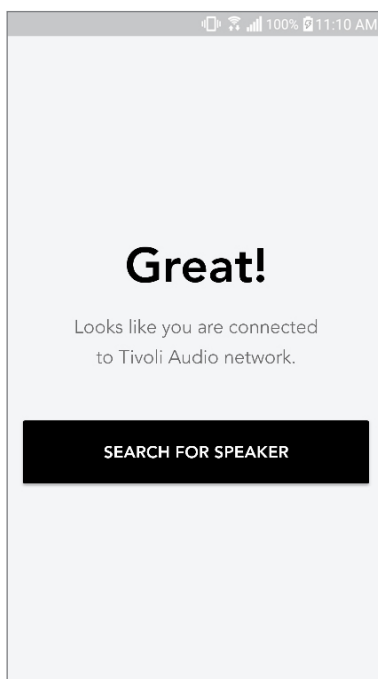 100% 11:10 AM
Great!
Looks like you are connected
to Tivoli Audio network.
SEARCH FOR SPEAKER